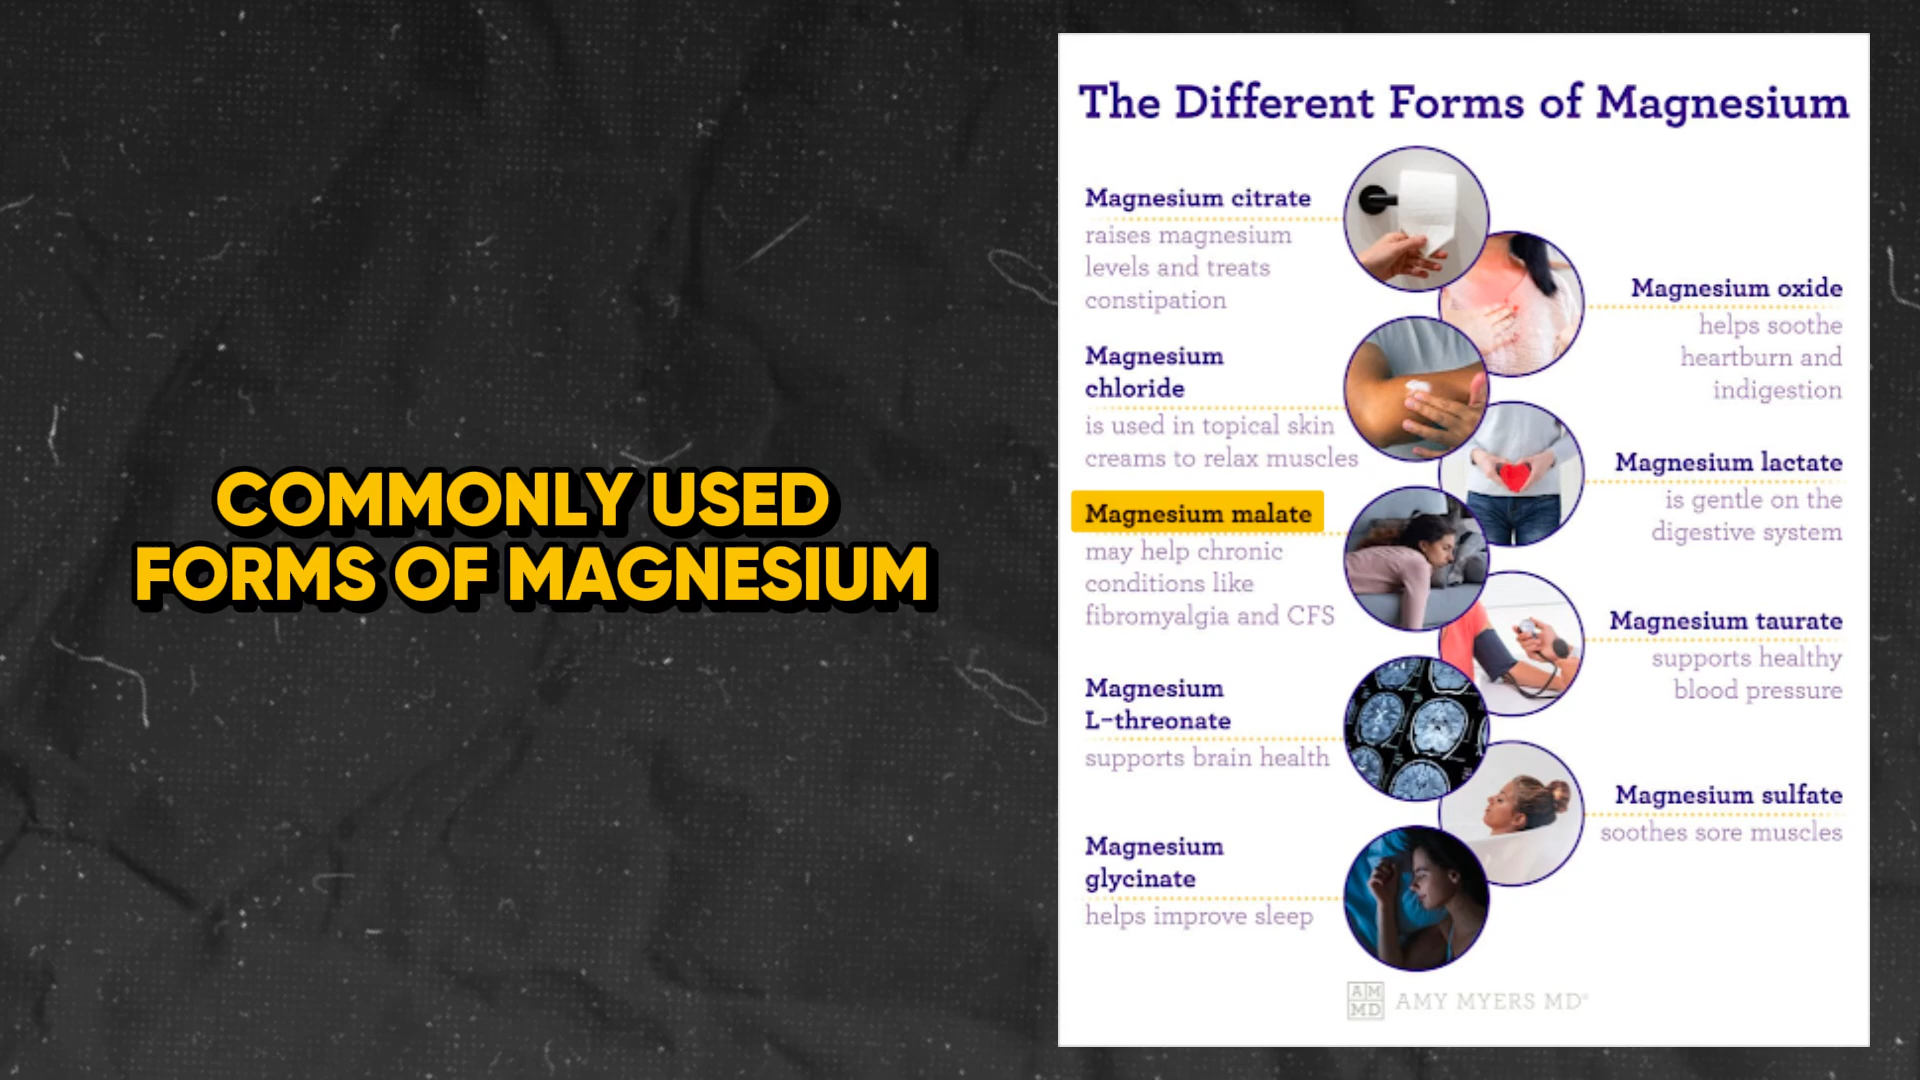 COMMONLY USED
FORMS OF MAGNESIUM
The Different Forms of Magnesium
Magnesium citrate
raises magnesium
levels and treats
constipation
Magnesium oxide
helps soothe
heartburn and
indigestion
Magnesium
chloride
is used in topical skin
creams to relax muscles
Magnesium lactate
is gentle on the
digestive system
Magnesium malate
may help chronic
conditions like
fibromyalgia and CFS
Magnesium taurate
supports healthy
blood pressure
Magnesium
L-threonate
supports brain health
Magnesium sulfate
soothes sore muscles
Magnesium
glycinate
helps improve sleep
AM
MD
AMY MYERS MD®